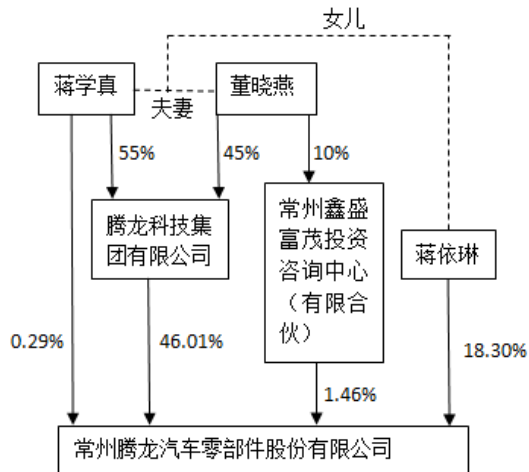 女儿
蒋学真
董晓燕
夫妻
55%
45%
10%
腾龙科技集
团有限公司
常州鑫盛
富茂投资
咨询中心
（有限合
伙）
蒋依琳
0.29%
46.01%
1.46%
18.30%
常州腾龙汽车零部件股份有限公司